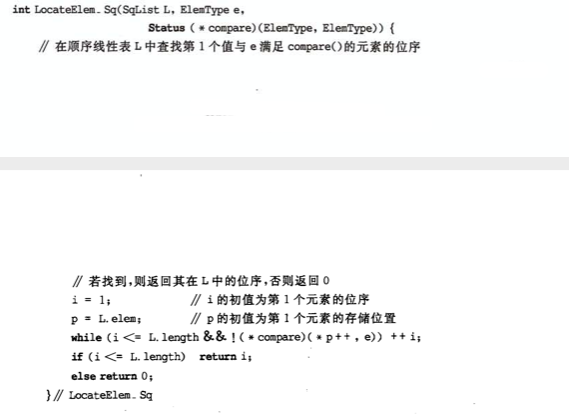 int LocateElem_Sq(SqList L, ElemType e,
Status ( * compare)(ElemType, ElemType)) {
// 在顺序线性表 L 中查找第 1 个值与 e 满足 compare()的元素的位序
// 若找到,则返回其在 L 中的位序,否则返回 0
i = 1; // i 的初值为第 1 个元素的位序
p = L.elem; // p 的初值为第 1 个元素的存储位置
while (i <= L.length && !( * compare)( * p++ , e)) ++ i;
if (i <= L.length) return i;
else return 0;
}// LocateElem_Sq